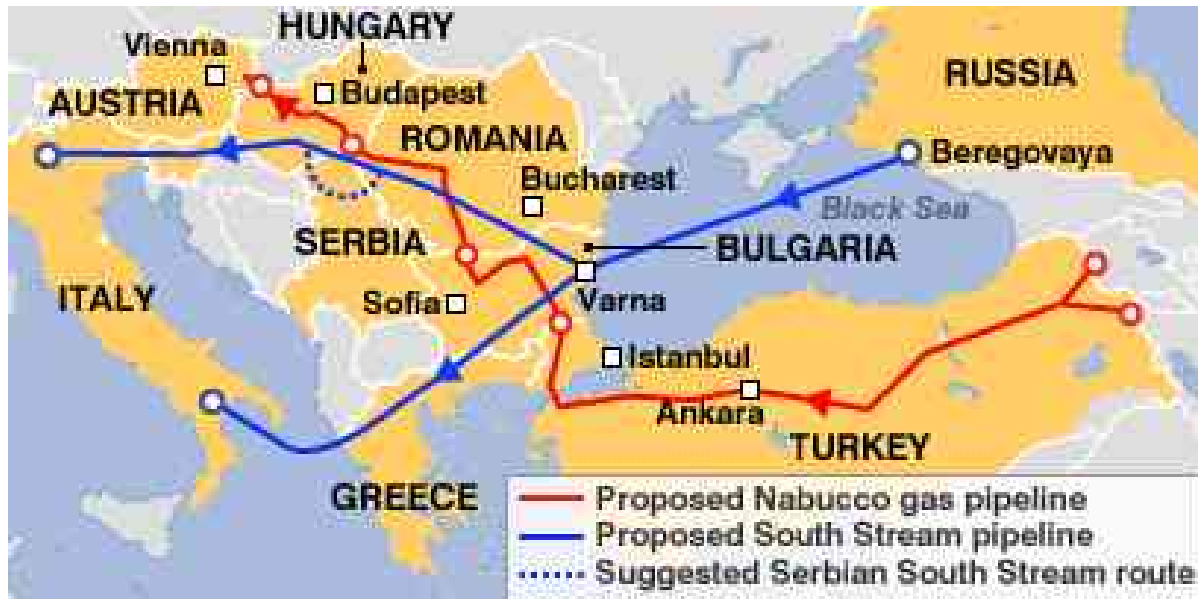 HUNGARY
Vienna
RUSSIA
Budapest
AUSTRIA
ROMANIA
Beregovaya
Bucharest
Black Sea
SERBIA
BULGARIA
ITALY
Sofia
Varna
Istanbul
Ankara
TURKEY
GREECE
Proposed Nabucco gas pipeline
Proposed South Stream pipeline
Suggested Serbian South Stream route